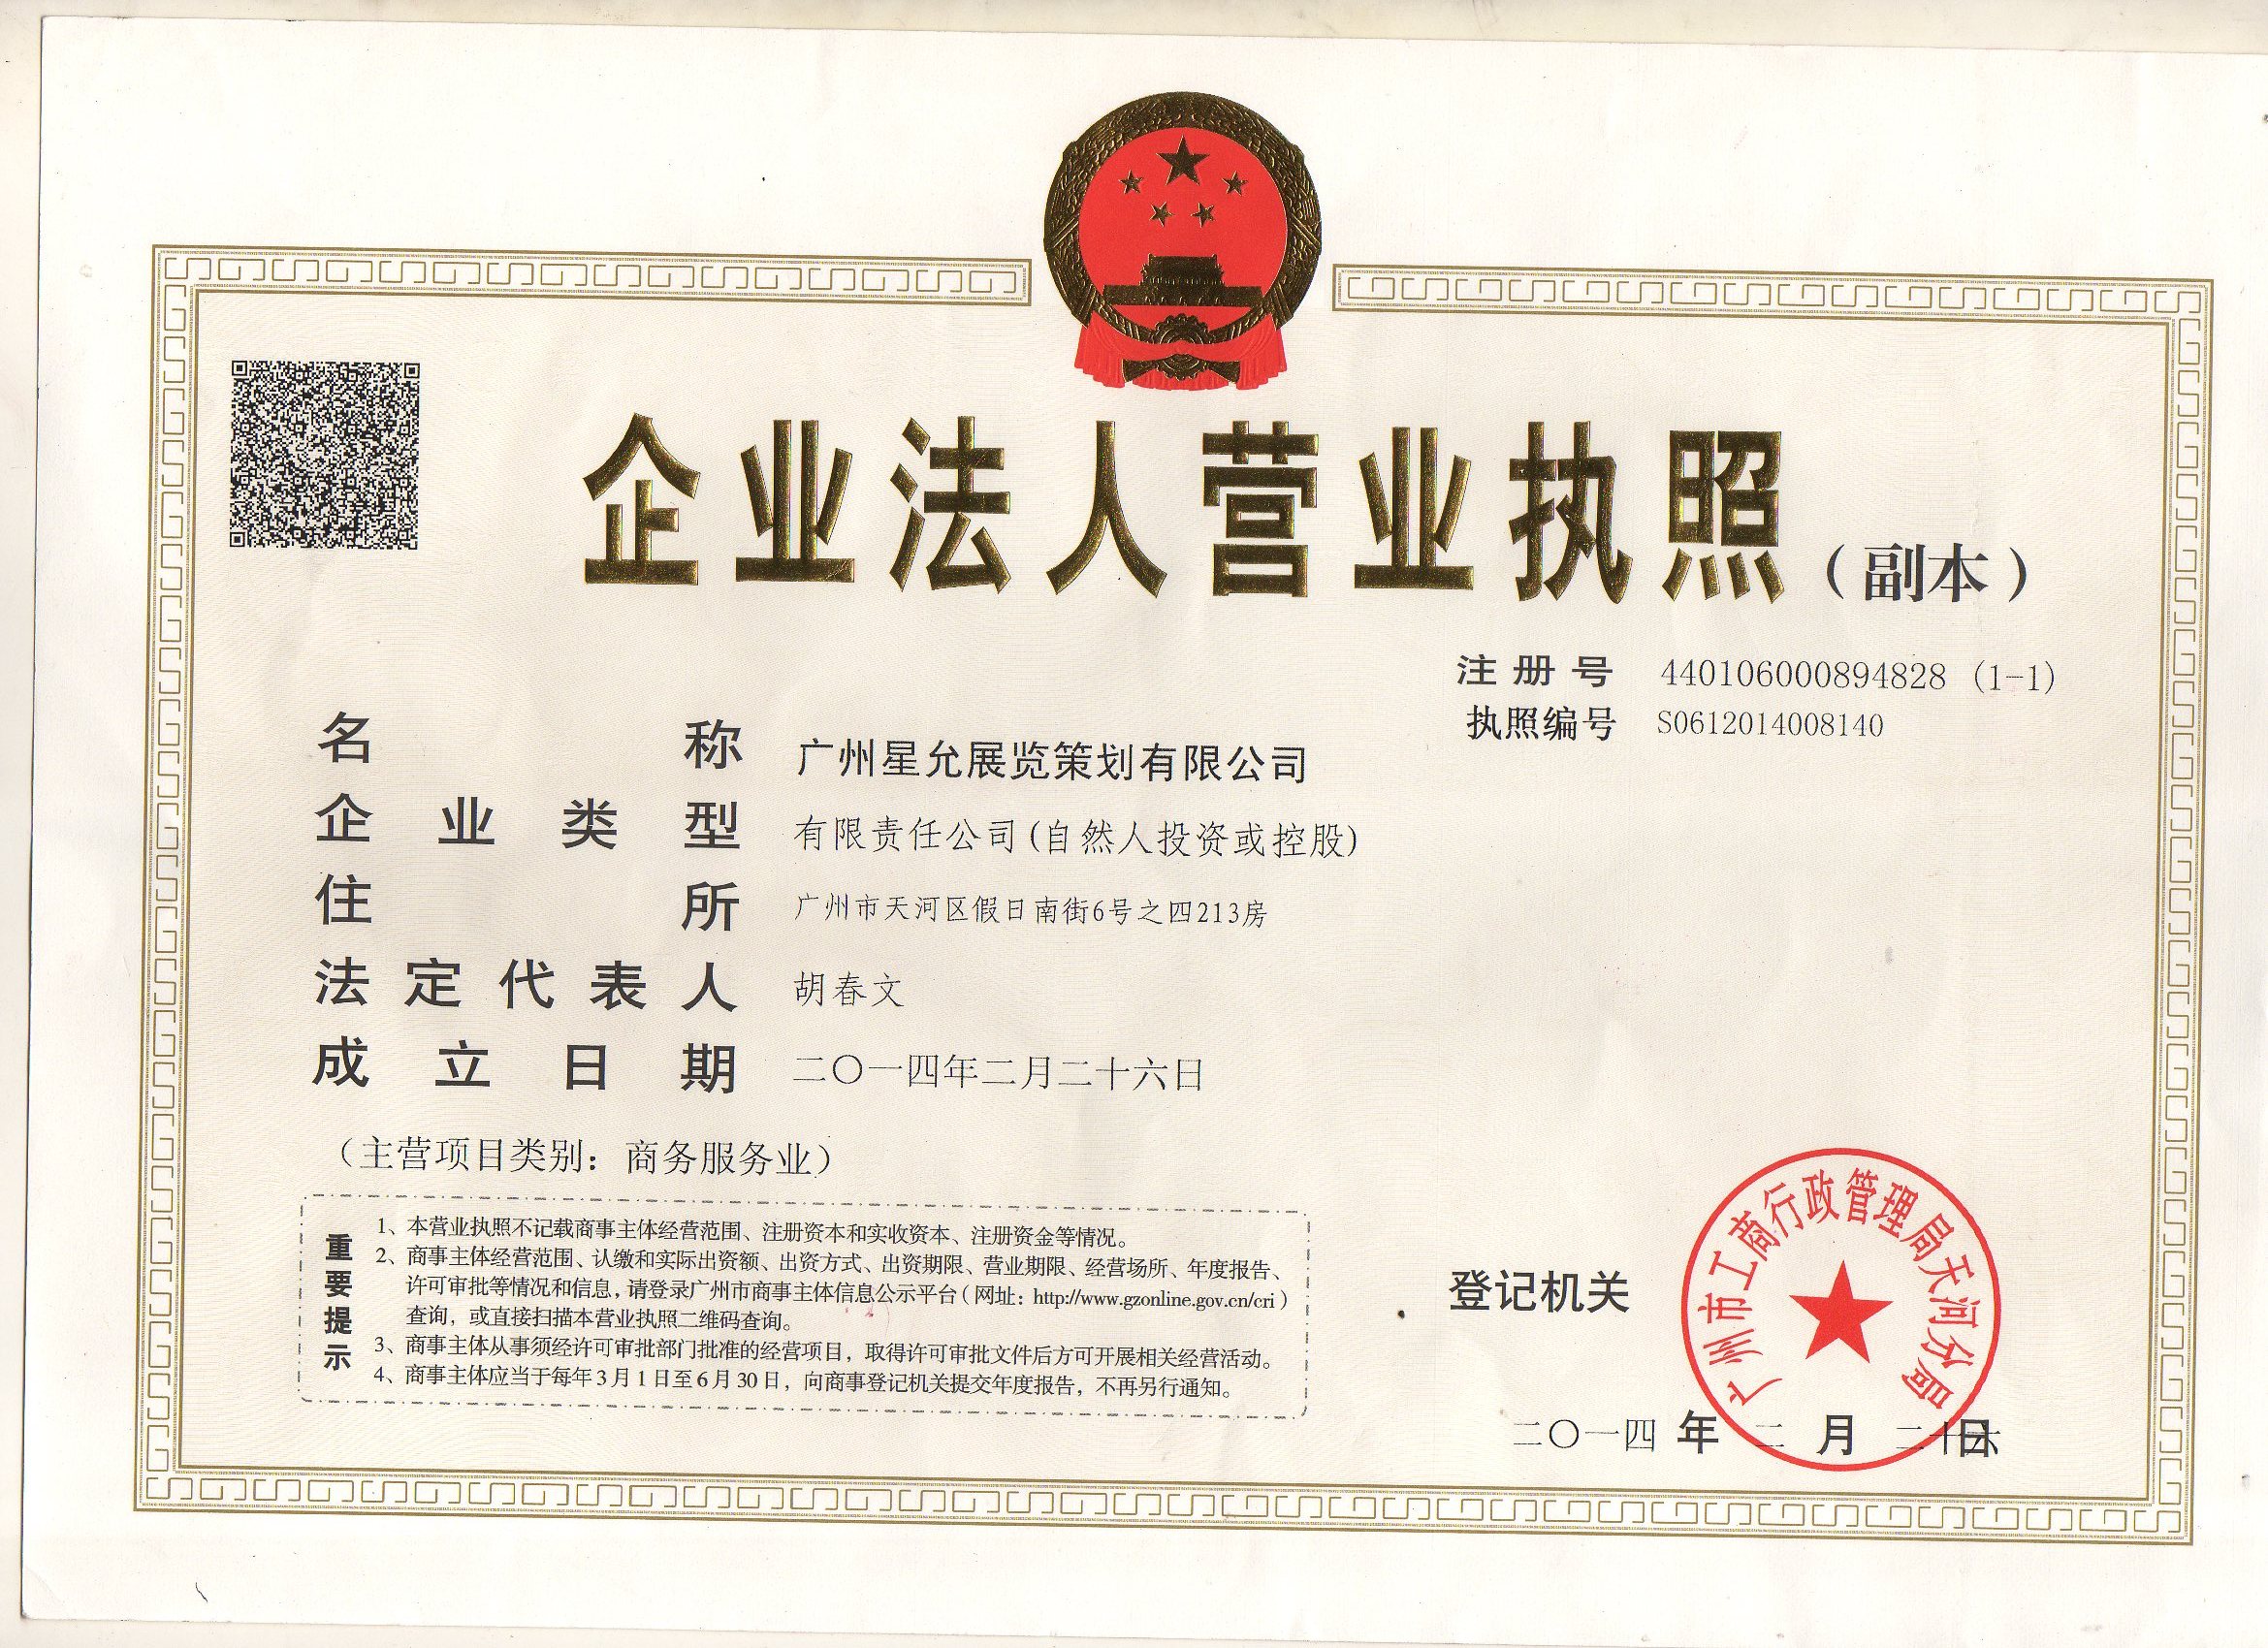 企业法人营业执照（副本）
注册号 440106000894828 (1-1)
执照编号 S0612014008140
名称 广州星允展览策划有限公司
企业类型 有限责任公司(自然人投资或控股)
住所 广州市天河区假日南街6号之四213房
法定代表人 胡春文
成立日期 二〇一四年二月二十六日
（主营项目类别：商务服务业）
重要提示
1、本营业执照不记载商事主体经营范围、注册资本和实收资本、注册资金等情况。
2、商事主体经营范围、认缴和实际出资额、出资方式、出资期限、营业期限、经营场所、年度报告、
许可审批等情况和信息，请登录广州市商事主体信息公示平台（网址：http://www.gzonline.gov.cn/cri）
查询，或直接扫描本营业执照二维码查询。
3、商事主体从事须经许可审批部门批准的经营项目，取得许可审批文件后方可开展相关经营活动。
4、商事主体应当于每年3月1日至6月30日，向商事登记机关提交年度报告，不再另行通知。
登记机关
广州市工商行政管理局天河分局
二〇一四年二月二十六日